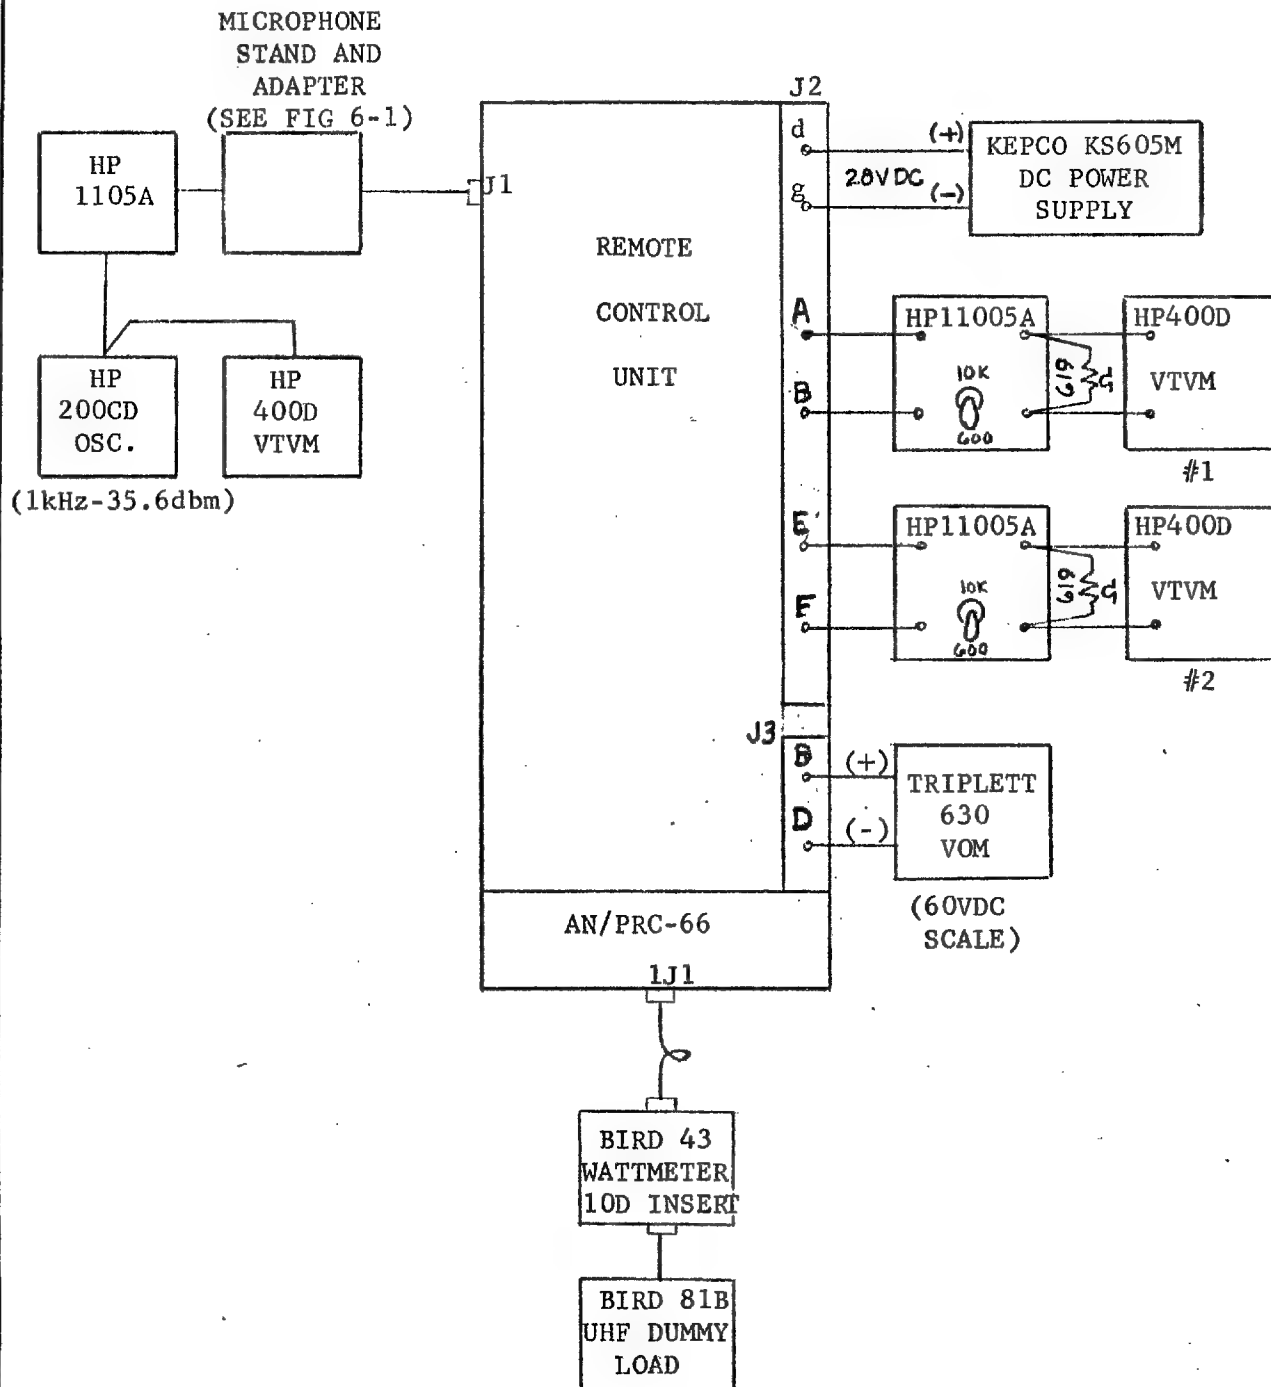 MICROPHONE
STAND AND
ADAPTER
(SEE FIG 6-1)
HP
1105A
J1
HP
200CD
OSC.
(1kHz-35.6dbm)
HP
400D
VTVM
REMOTE
CONTROL
UNIT
J2
d
g
(+)
28VDC (-)
KEPCO KS605M
DC POWER
SUPPLY
A
B
HP11005A
10K
600
619
HP400D
VTVM
#1
E
F
HP11005A
10K
600
619
HP400D
VTVM
#2
J3
B
D
(+)
(-)
TRIPLETT
630
VOM
(60VDC
SCALE)
AN/PRC-66
1J1
BIRD 43
WATTMETER
10D INSERT
BIRD 81B
UHF DUMMY
LOAD